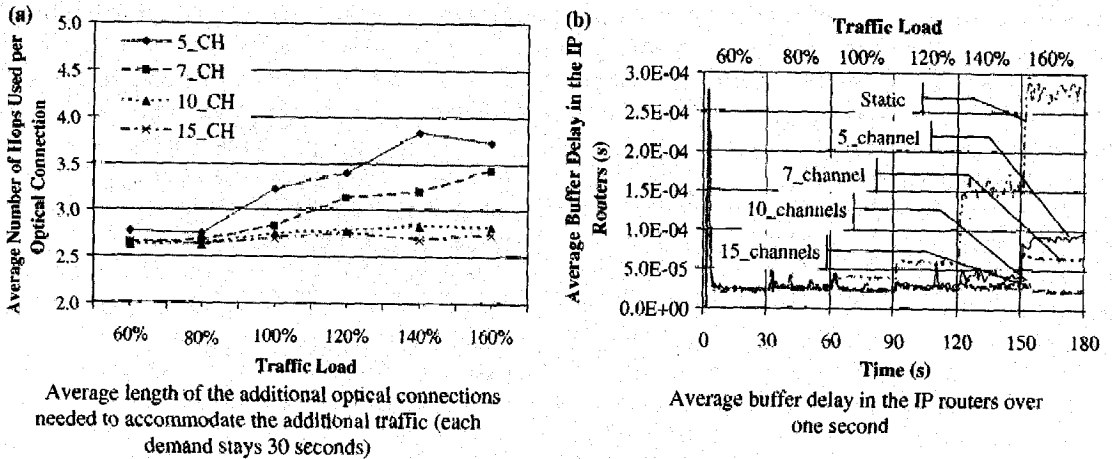 (a)
5.0
4.5
4.0
3.5
3.0
2.5
2.0
Average Number of Hops Used per
Optical Connection
5_CH
7_CH
10_CH
15_CH
60%
80%
100%
120%
140%
160%
Traffic Load
Average length of the additional optical connections
needed to accommodate the additional traffic (each
demand stays 30 seconds)
(b)
Traffic Load
60%
80%
90%
100%
120%
140%
160%
3.0E-04
2.5E-04
2.0E-04
1.5E-04
1.0E-04
5.0E-05
0.0E+00
Average Buffer Delay in the IP
Routers (s)
Static
5_channel
7_channel
10_channels
15_channels
0
30
60
90
120
150
180
Time (s)
Average buffer delay in the IP routers over
one second